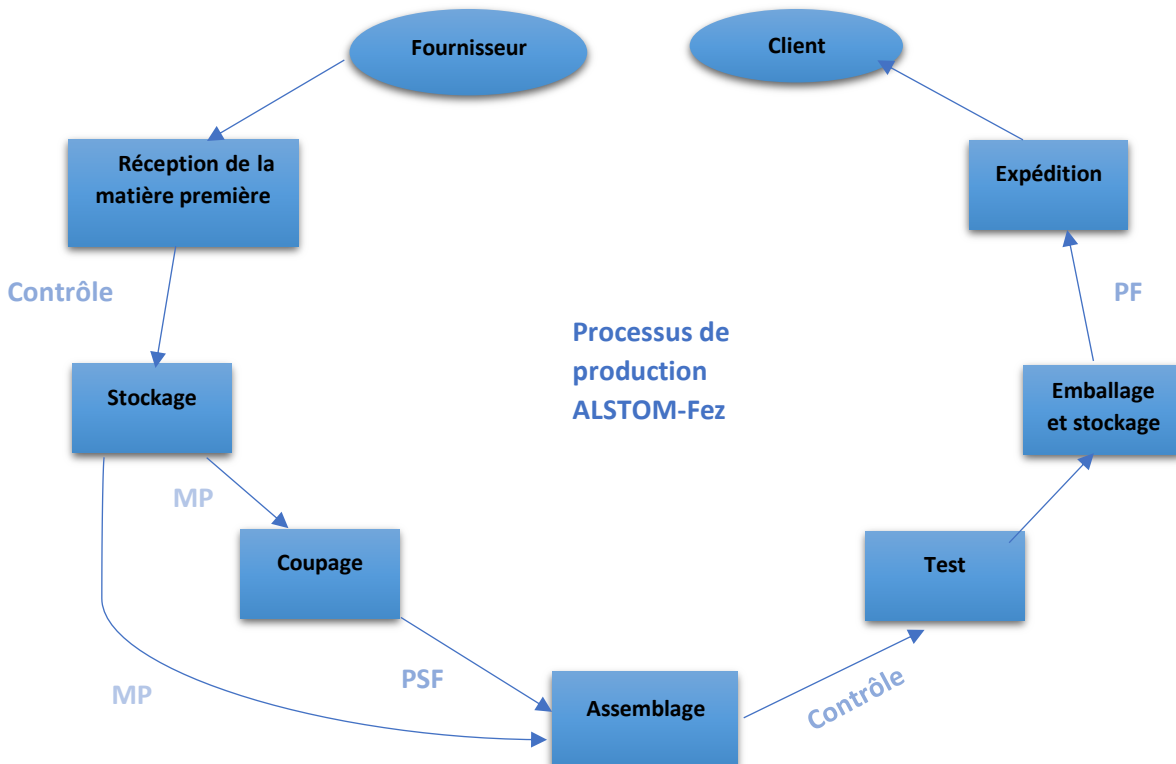 Fournisseur
Client
Réception de la
matière première
Expédition
Contrôle
PF
Processus de
production
ALSTOM-Fez
Stockage
Emballage
et stockage
MP
Coupage
Test
MP
PSF
Assemblage
Contrôle